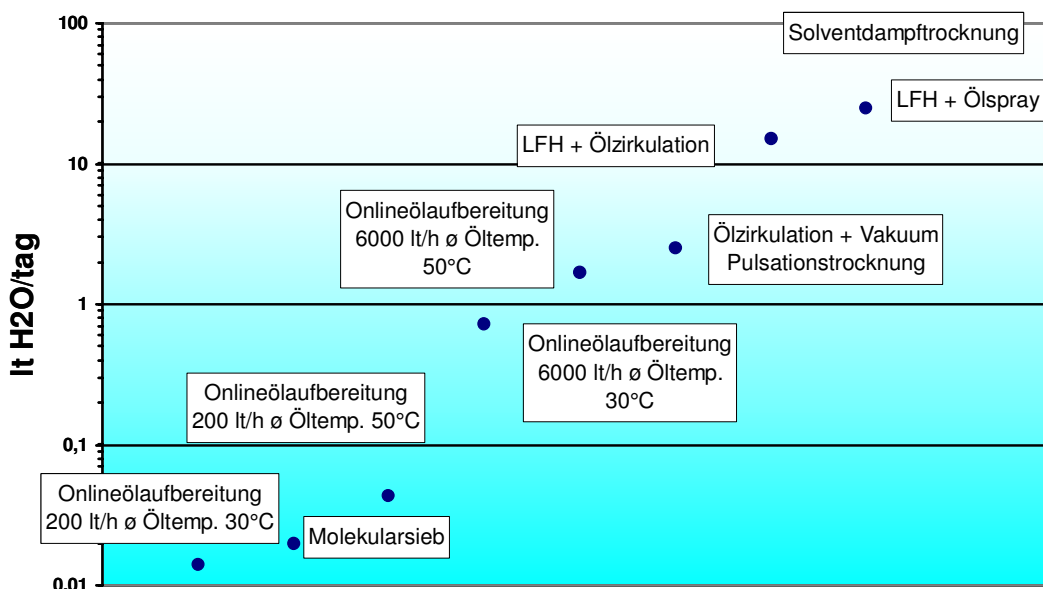 100
Solventdampftrocknung
LFH + Ölspray
LFH + Ölzirkulation
10
Onlineölaufbereitung
6000 lt/h ø Öltemp.
50°C
Ölzirkulation + Vakuum
Pulsationstrocknung
lt H2O/tag
1
Onlineölaufbereitung
6000 lt/h ø Öltemp.
30°C
Onlineölaufbereitung
200 lt/h ø Öltemp. 50°C
0,1
Onlineölaufbereitung
200 lt/h ø Öltemp. 30°C
Molekularsieb
0,01